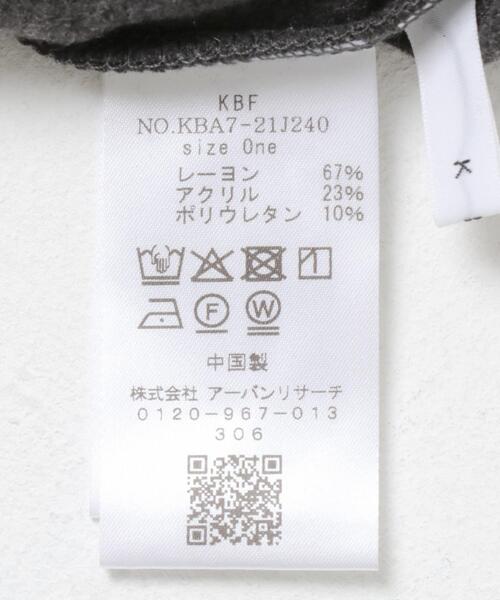 KBF
NO.KBA7-21J240
size One
レーヨン 67%
アクリル 23%
ポリウレタン 10%
F
W
中国製
株式会社 アーバンリサーチ
0120-967-013
306
K